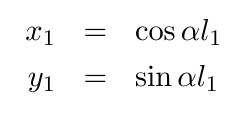 x₁ = cos αl₁
y₁ = sin αl₁